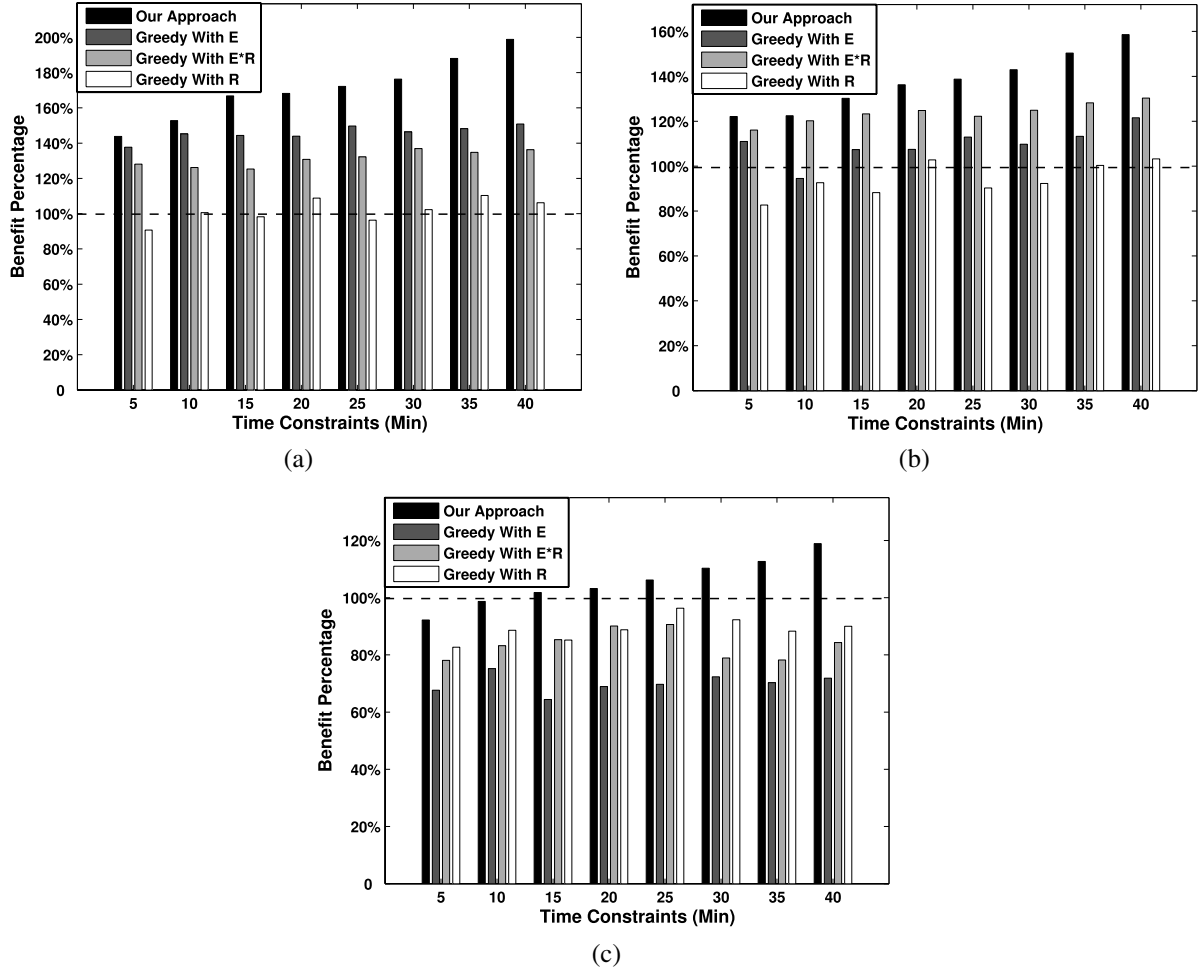 Our Approach
Greedy With E
Greedy With E*R
Greedy With R
200%
180%
160%
140%
120%
100%
80%
60%
40%
20%
0
Benefit Percentage
5 10 15 20 25 30 35 40
Time Constraints (Min)
(a)
Our Approach
Greedy With E
Greedy With E*R
Greedy With R
160%
140%
120%
100%
80%
60%
40%
20%
0
Benefit Percentage
5 10 15 20 25 30 35 40
Time Constraints (Min)
(b)
Our Approach
Greedy With E
Greedy With E*R
Greedy With R
120%
100%
80%
60%
40%
20%
0
Benefit Percentage
5 10 15 20 25 30 35 40
Time Constraints (Min)
(c)